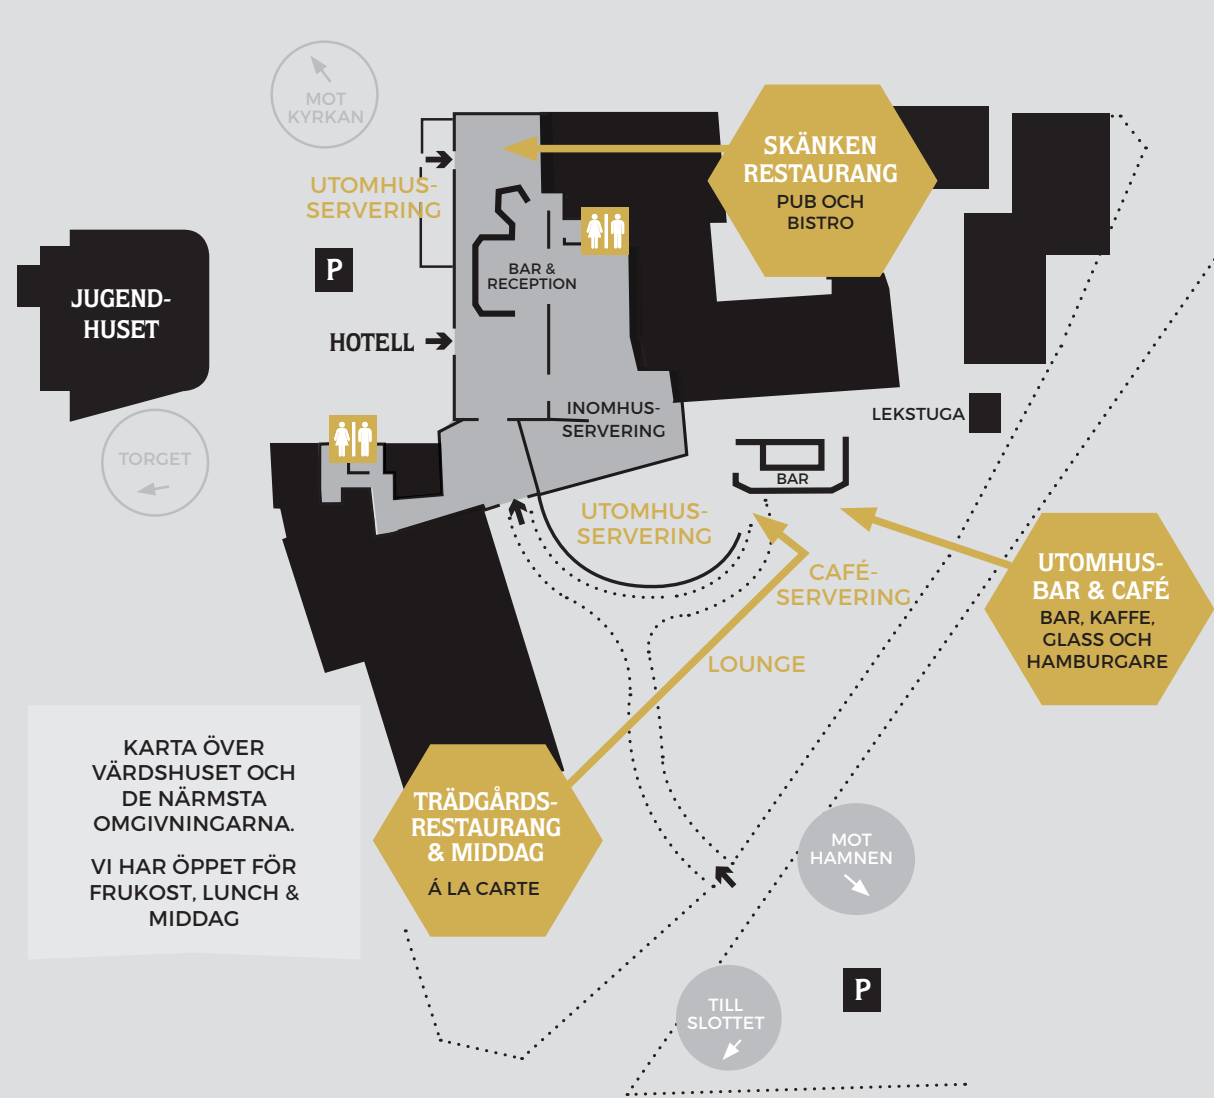 MOT
KYRKAN
SKÄNKEN
RESTAURANG
PUB OCH
BISTRO
UTOMHUS-
SERVERING
P
BAR &
RECEPTION
JUGEND-
HUSET
HOTELL
INOMHUS-
SERVERING
LEKSTUGA
TORGET
BAR
UTOMHUS-
SERVERING
CAFÉ-
SERVERING
UTOMHUS-
BAR & CAFÉ
BAR, KAFFE,
GLASS OCH
HAMBURGARE
LOUNGE
KARTA ÖVER
VÄRDSHUSET OCH
DE NÄRMSTA
OMGIVNINGARNA.
VI HAR ÖPPET FÖR
FRUKOST, LUNCH &
MIDDAG
TRÄDGÅRDS-
RESTAURANG
& MIDDAG
Á LA CARTE
MOT
HAMNEN
TILL
SLOTTET
P